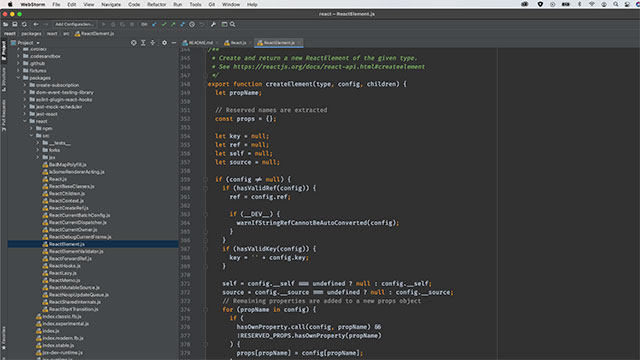 WebStorm File Edit View Navigate Code Refactor Run Tools Git Window Help
react – ReactElement.js
Add Configuration...
Git:
react packages react src ReactElement.js
Project
README.md React.js ReactElement.js
.codesandbox
.github
fixtures
packages
create-subscription
dom-event-testing-library
eslint-plugin-react-hooks
jest-mock-scheduler
jest-react
react
npm
src
__tests__
forks
jsx
BadMapPolyfill.js
IsSomeRendererActing.js
React.js
ReactBaseClasses.js
ReactChildren.js
ReactContext.js
ReactCreateRef.js
ReactCurrentBatchConfig.js
ReactCurrentDispatcher.js
ReactCurrentOwner.js
ReactDebugCurrentFrame.js
ReactElement.js
ReactElementValidator.js
ReactForwardRef.js
ReactHooks.js
ReactLazy.js
ReactMemo.js
ReactMutableSource.js
ReactNoopUpdateQueue.js
ReactSharedInternals.js
ReactStartTransition.js
index.classic.fb.js
index.experimental.js
index.js
index.modern.fb.js
index.stable.js
jsx-dev-runtime.js
Project
Structure
Pull Requests
Favorites
344 /**
345 * Create and return a new ReactElement of the given type.
346 * See https://reactjs.org/docs/react-api.html#createelement
347 */
348 export function createElement(type, config, children) {
349 let propName;
350
351 // Reserved names are extracted
352 const props = {};
353
354 let key = null;
355 let ref = null;
356 let self = null;
357 let source = null;
358
359 if (config ≠ null) {
360 if (hasValidRef(config)) {
361 ref = config.ref;
362
363 if (__DEV__) {
364 warnIfStringRefCannotBeAutoConverted(config);
365 }
366 }
367 if (hasValidKey(config)) {
368 key = '' + config.key;
369 }
370
371 self = config.__self ≡ undefined ? null : config.__self;
372 source = config.__source ≡ undefined ? null : config.__source;
373 // Remaining properties are added to a new props object
374 for (propName in config) {
375 if (
376 hasOwnProperty.call(config, propName) &&
377 !RESERVED_PROPS.hasOwnProperty(propName)
378 ) {
379 props[propName] = config[propName];